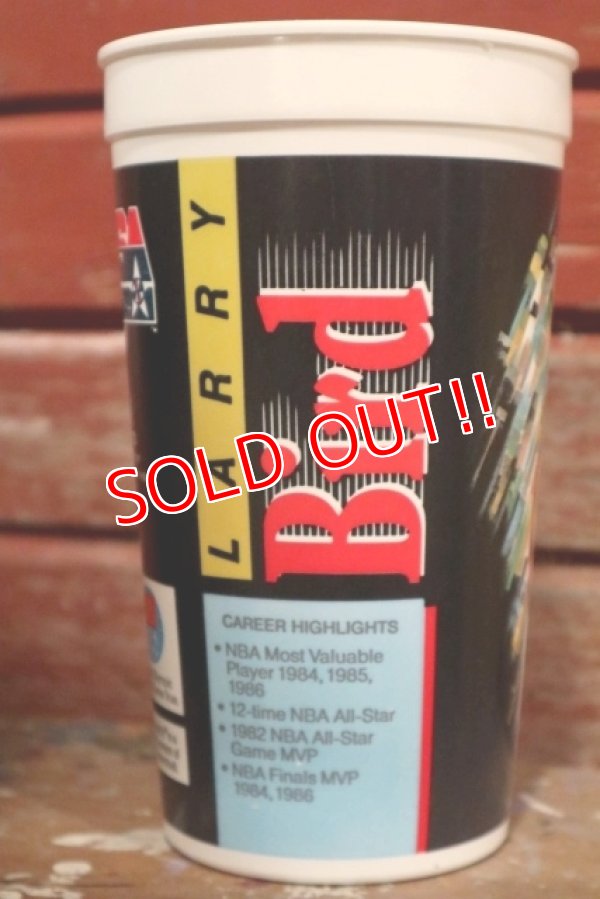 LARRY
Bird
SOLD OUT!!
CAREER HIGHLIGHTS
• NBA Most Valuable
Player 1984, 1985,
1986
• 12-time NBA All-Star
• 1982 NBA All-Star
Game MVP
• NBA Finals MVP
1984, 1986